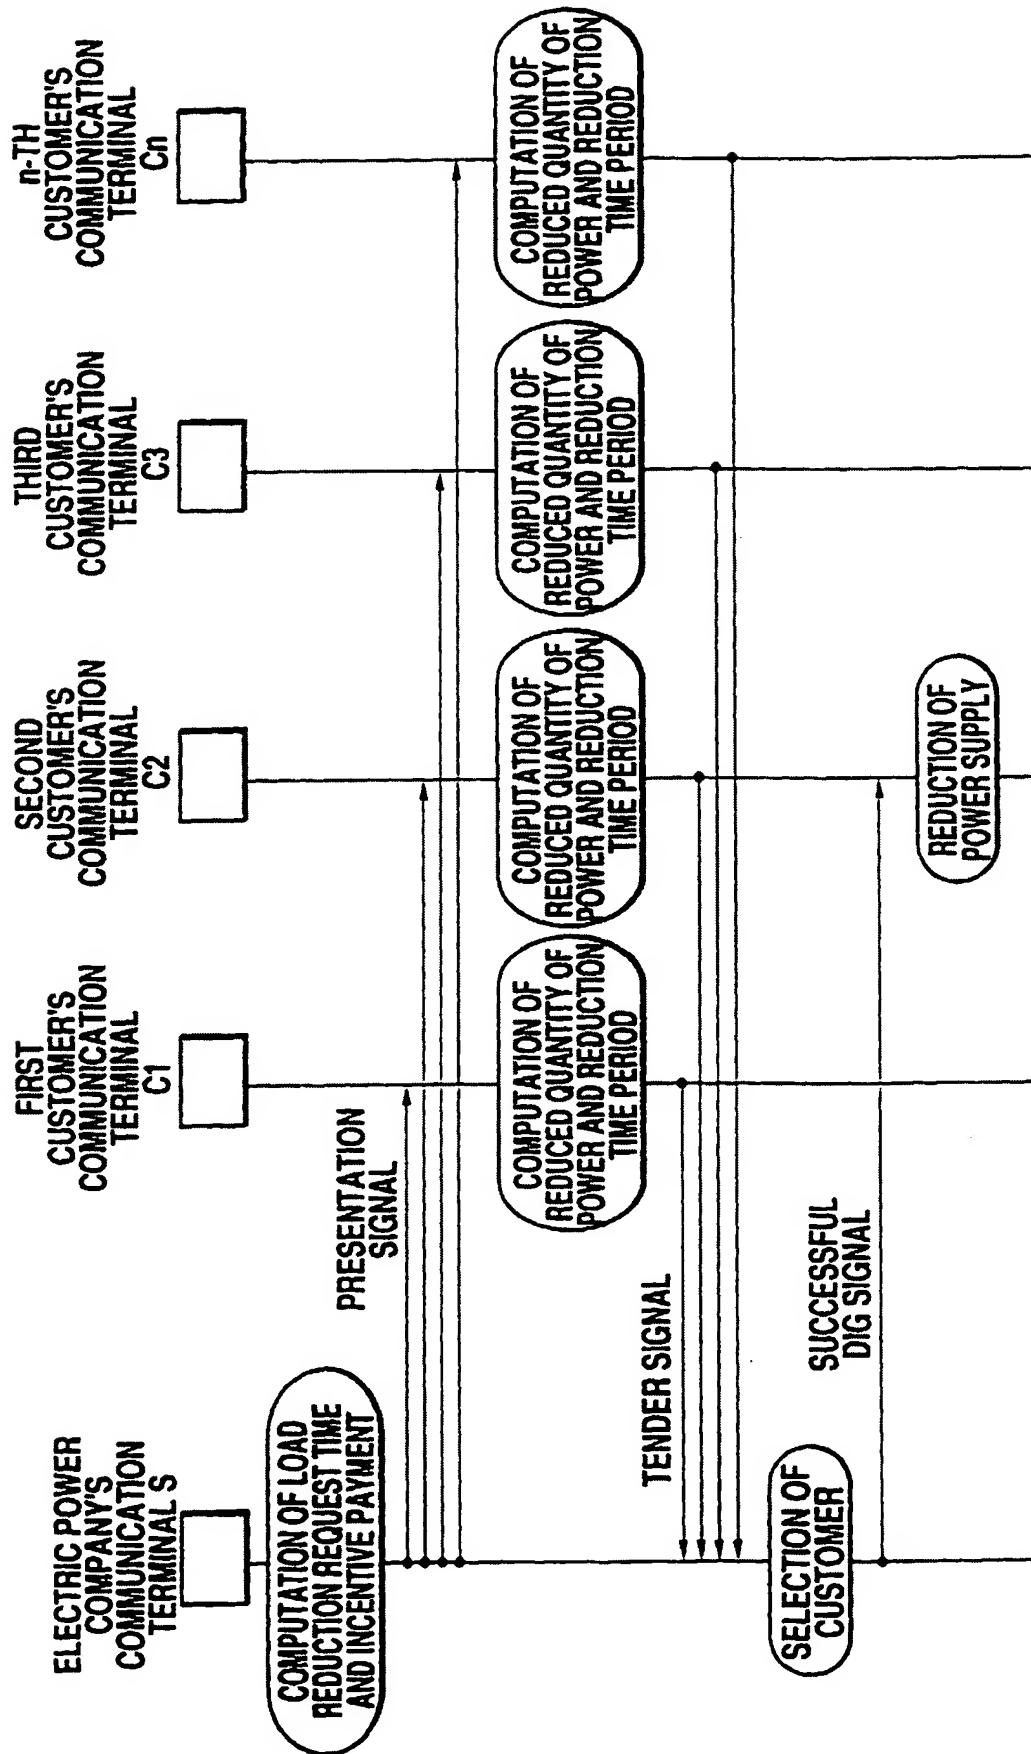 ELECTRIC POWER
COMPANY'S
COMMUNICATION
TERMINAL S
FIRST
CUSTOMER'S
COMMUNICATION
TERMINAL
C1
SECOND
CUSTOMER'S
COMMUNICATION
TERMINAL
C2
THIRD
CUSTOMER'S
COMMUNICATION
TERMINAL
C3
n-TH
CUSTOMER'S
COMMUNICATION
TERMINAL
Cn
COMPUTATION OF LOAD
REDUCTION REQUEST TIME
AND INCENTIVE PAYMENT
PRESENTATION
SIGNAL
COMPUTATION OF
REDUCED QUANTITY OF
POWER AND REDUCTION
TIME PERIOD
COMPUTATION OF
REDUCED QUANTITY OF
POWER AND REDUCTION
TIME PERIOD
COMPUTATION OF
REDUCED QUANTITY OF
POWER AND REDUCTION
TIME PERIOD
COMPUTATION OF
REDUCED QUANTITY OF
POWER AND REDUCTION
TIME PERIOD
TENDER SIGNAL
SELECTION OF
CUSTOMER
SUCCESSFUL
DIG SIGNAL
REDUCTION OF
POWER SUPPLY